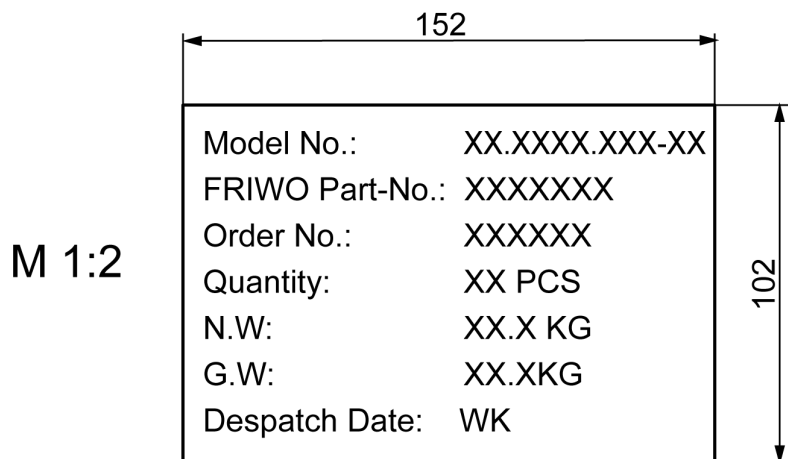 152
Model No.: XX.XXXX.XXX-XX
FRIWO Part-No.: XXXXXXX
Order No.: XXXXXX
M 1:2
Quantity: XX PCS
102
N.W: XX.X KG
G.W: XX.XKG
Despatch Date: WK